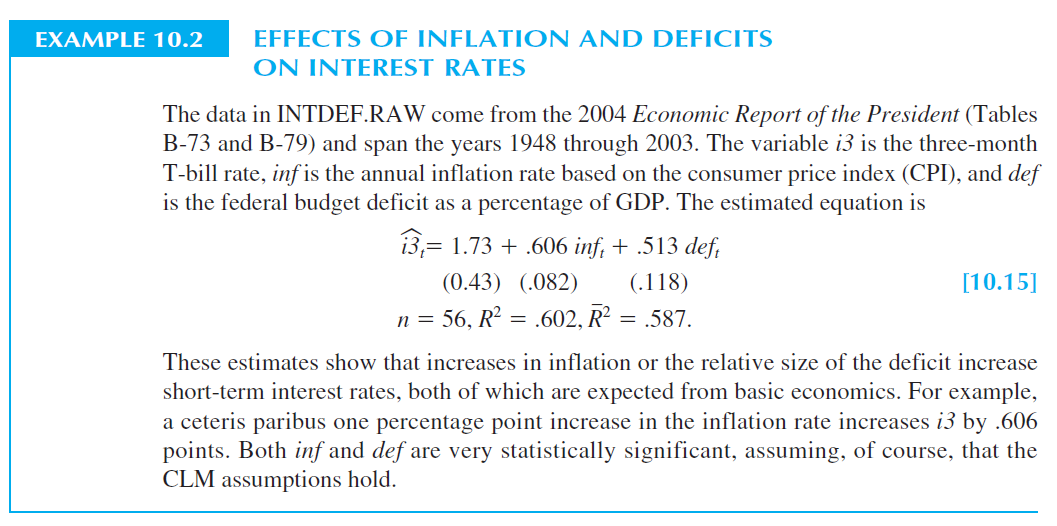 EXAMPLE 10.2
EFFECTS OF INFLATION AND DEFICITS
ON INTEREST RATES
The data in INTDEF.RAW come from the 2004 Economic Report of the President (Tables
B-73 and B-79) and span the years 1948 through 2003. The variable i3 is the three-month
T-bill rate, inf is the annual inflation rate based on the consumer price index (CPI), and def
is the federal budget deficit as a percentage of GDP. The estimated equation is
î3ₜ = 1.73 + .606 infₜ + .513 defₜ
(0.43) (.082) (.118) [10.15]
n = 56, R² = .602, R̄² = .587.
These estimates show that increases in inflation or the relative size of the deficit increase
short-term interest rates, both of which are expected from basic economics. For example,
a ceteris paribus one percentage point increase in the inflation rate increases i3 by .606
points. Both inf and def are very statistically significant, assuming, of course, that the
CLM assumptions hold.